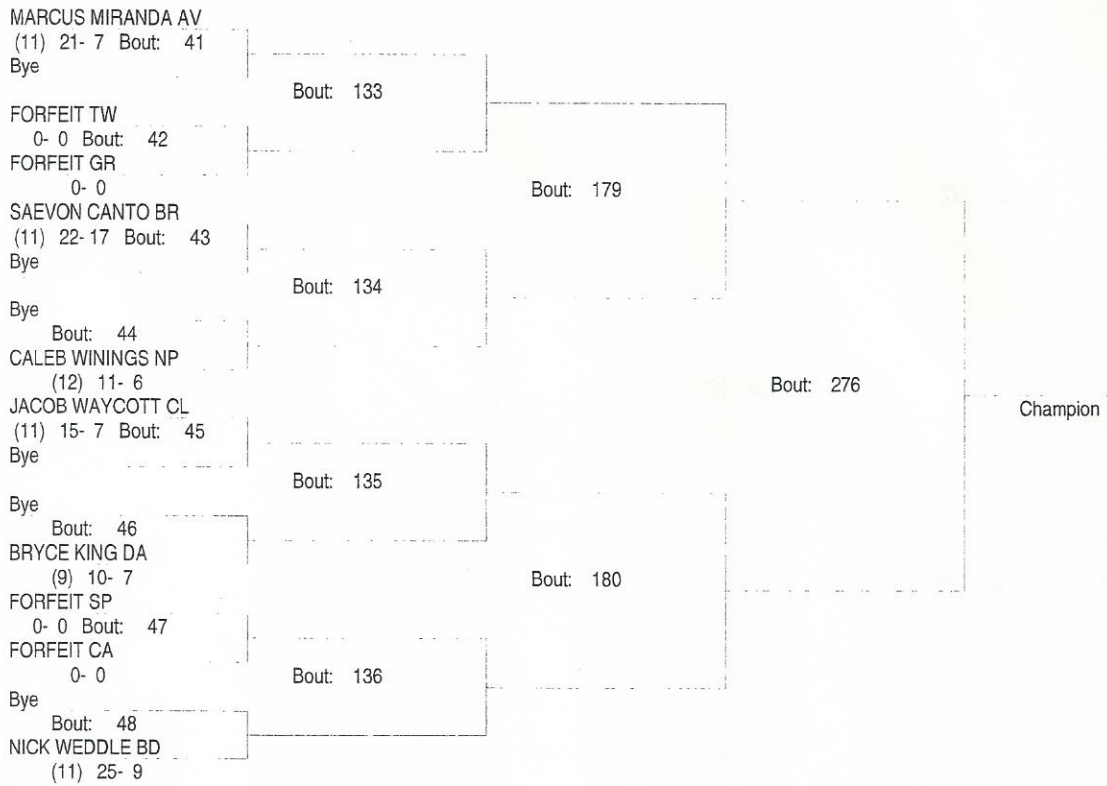 MARCUS MIRANDA AV
(11) 21- 7 Bout: 41
Bye
Bout: 133
FORFEIT TW
0- 0 Bout: 42
FORFEIT GR
0- 0
Bout: 179
SAEVON CANTO BR
(11) 22- 17 Bout: 43
Bye
Bout: 134
Bye
Bout: 44
CALEB WININGS NP
(12) 11- 6
Bout: 276
JACOB WAYCOTT CL
(11) 15- 7 Bout: 45
Champion
Bye
Bout: 135
Bye
Bout: 46
BRYCE KING DA
(9) 10- 7
Bout: 180
FORFEIT SP
0- 0 Bout: 47
FORFEIT CA
0- 0
Bout: 136
Bye
Bout: 48
NICK WEDDLE BD
(11) 25- 9